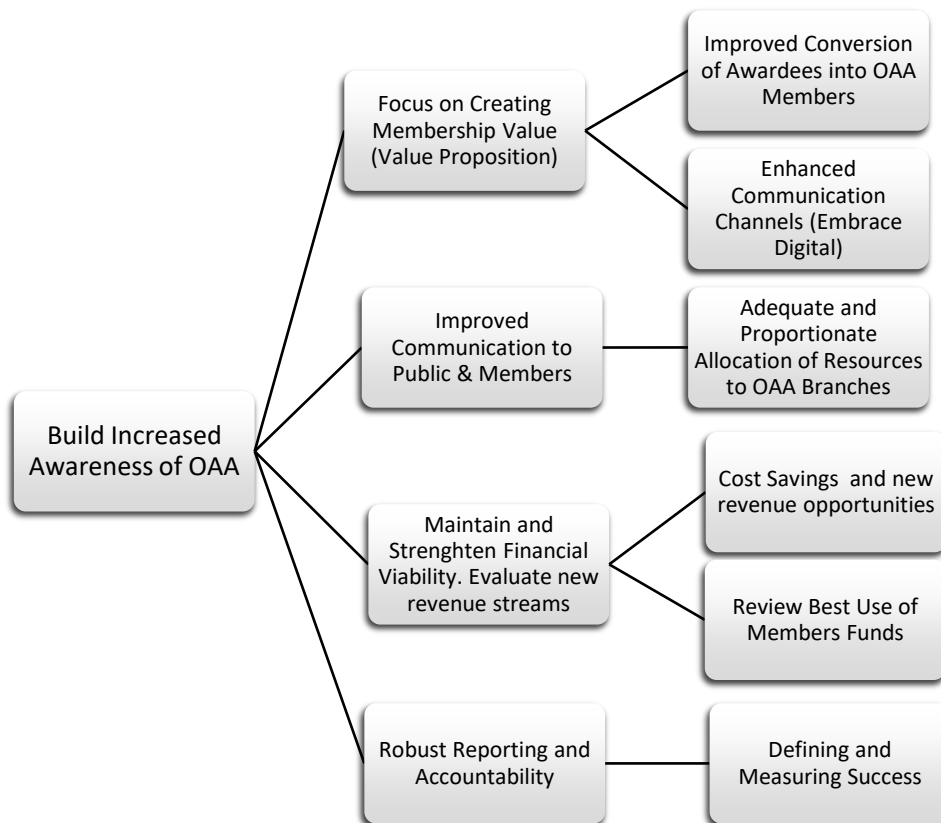 Build Increased
Awareness of OAA
Focus on Creating
Membership Value
(Value Proposition)
Improved Conversion
of Awardees into OAA
Members
Enhanced
Communication
Channels (Embrace
Digital)
Improved
Communication to
Public & Members
Adequate and
Proportionate
Allocation of Resources
to OAA Branches
Maintain and
Strenghten Financial
Viability. Evaluate new
revenue streams
Cost Savings and new
revenue opportunities
Review Best Use of
Members Funds
Robust Reporting and
Accountability
Defining and
Measuring Success